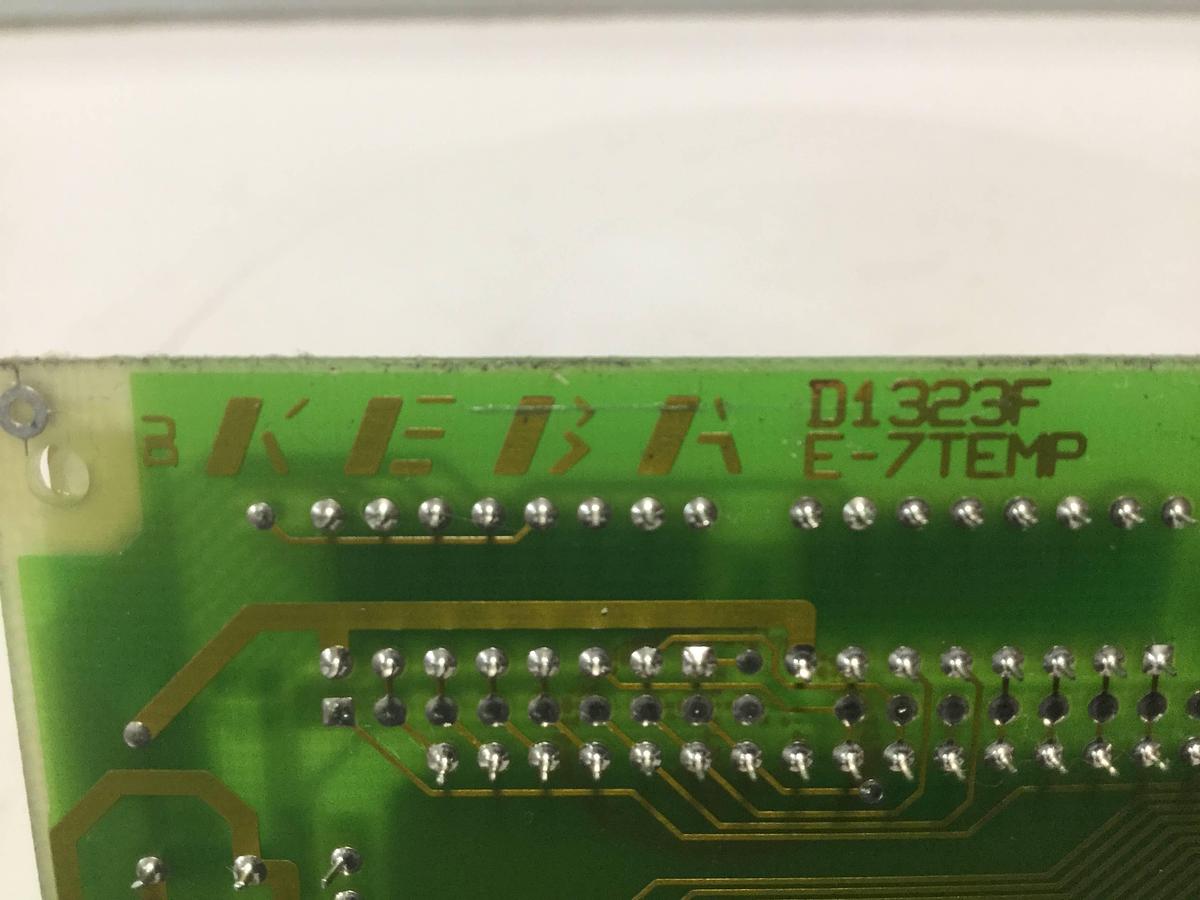 B KEBA D1323F
E-7TEMP